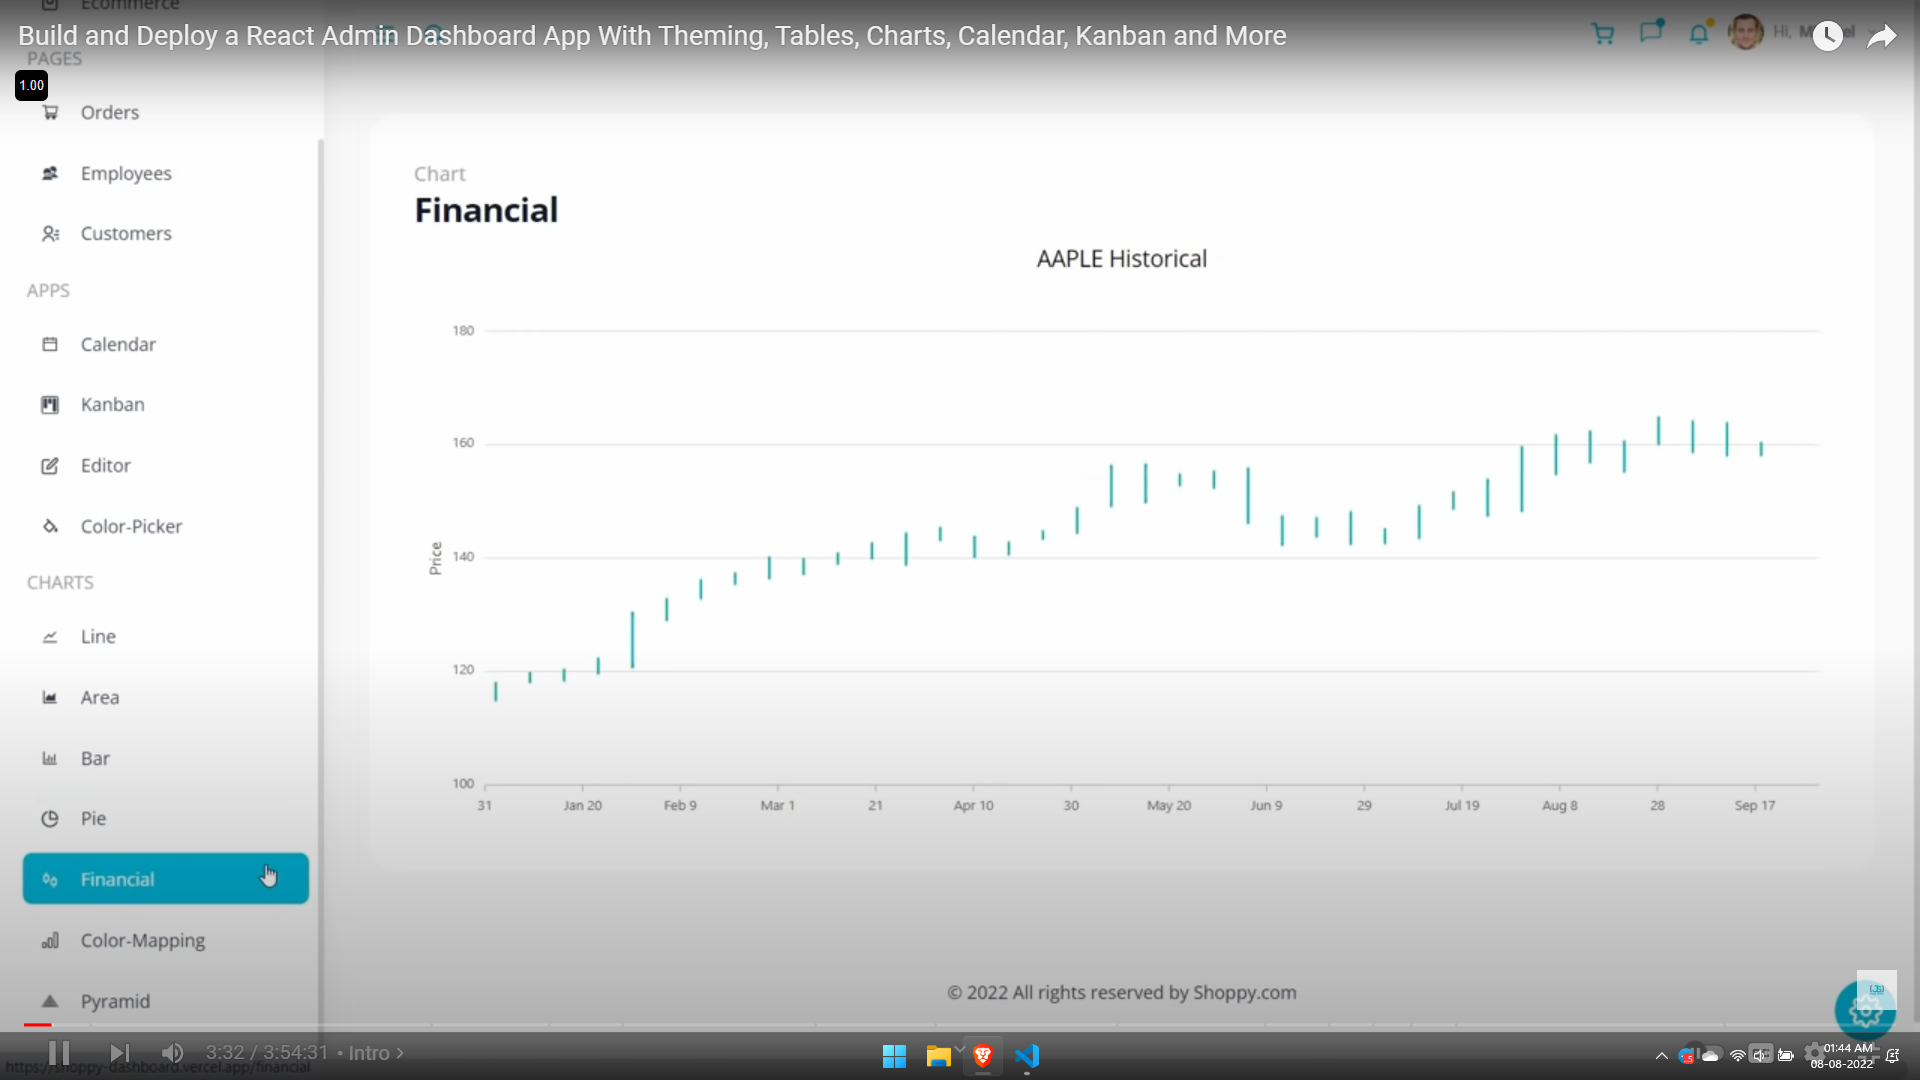 Ecommerce
Build and Deploy a React Admin Dashboard App With Theming, Tables, Charts, Calendar, Kanban and More
Hi,
PAGES
1.00
Orders
Employees
Customers
APPS
Calendar
Kanban
Editor
Color-Picker
CHARTS
Line
Area
Bar
Pie
Financial
Color-Mapping
Pyramid
Chart
Financial
AAPLE Historical
180
160
140
120
100
Price
31 Jan 20 Feb 9 Mar 1 21 Apr 10 30 May 20 Jun 9 29 Jul 19 Aug 8 28 Sep 17
© 2022 All rights reserved by Shoppy.com
(JS)
3:32 / 3:54:31 • Intro >
https://shoppy-dashboard.vercel.app/financial
01:44 AM
08-08-2022